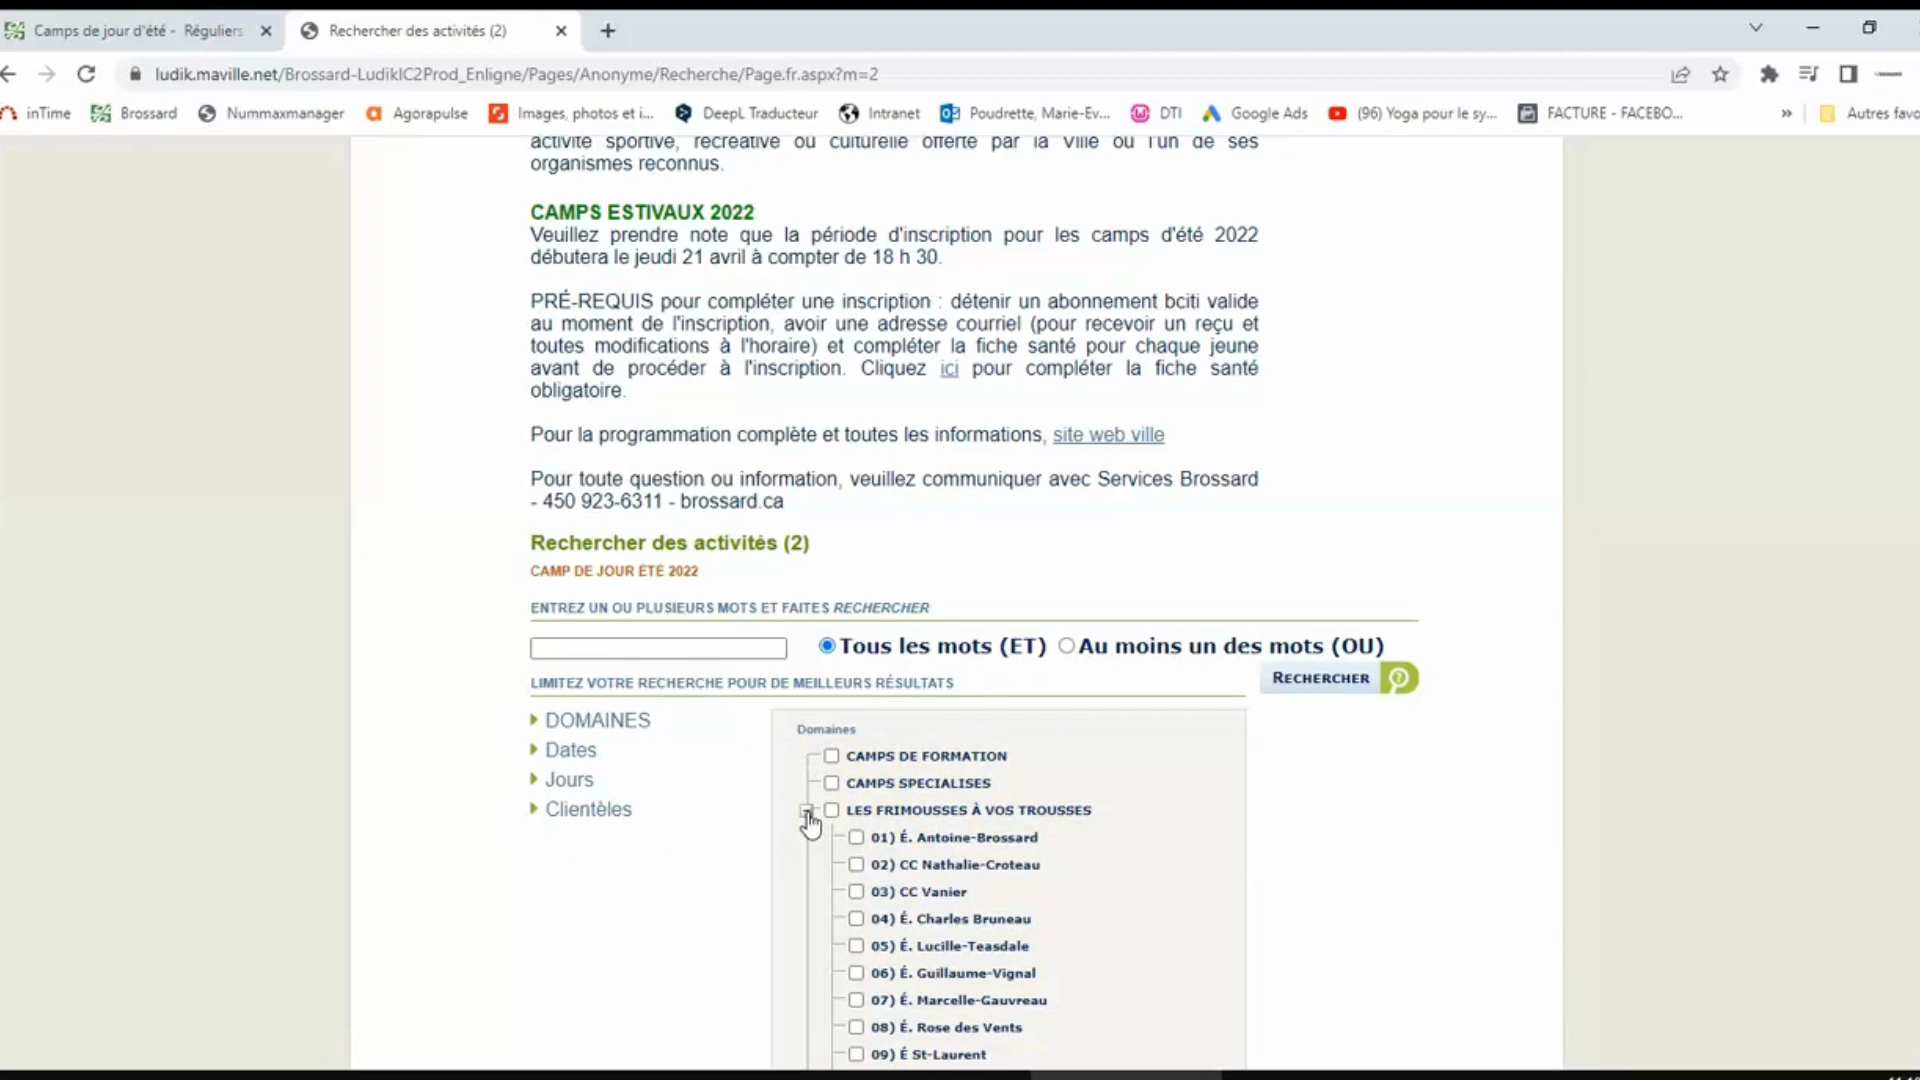 Camps de jour d'été - Réguliers
Rechercher des activités (2)
ludik.maville.net/Brossard-LudikIC2Prod_Enligne/Pages/Anonyme/Recherche/Page.fr.aspx?m=2
inTime Brossard Nummaxmanager Agorapulse Images, photos et i... DeepL Traducteur Intranet Poudrette, Marie-Ev... DTI Google Ads (96) Yoga pour le sy... FACTURE - FACEBO... » Autres favo
activité sportive, récréative ou culturelle offerte par la Ville ou l'un de ses
organismes reconnus.
CAMPS ESTIVAUX 2022
Veuillez prendre note que la période d'inscription pour les camps d'été 2022
débutera le jeudi 21 avril à compter de 18 h 30.
PRÉ-REQUIS pour compléter une inscription : détenir un abonnement bciti valide
au moment de l'inscription, avoir une adresse courriel (pour recevoir un reçu et
toutes modifications à l'horaire) et compléter la fiche santé pour chaque jeune
avant de procéder à l'inscription. Cliquez ici pour compléter la fiche santé
obligatoire.
Pour la programmation complète et toutes les informations, site web ville
Pour toute question ou information, veuillez communiquer avec Services Brossard
- 450 923-6311 - brossard.ca
Rechercher des activités (2)
CAMP DE JOUR ÉTÉ 2022
ENTREZ UN OU PLUSIEURS MOTS ET FAITES RECHERCHER
Tous les mots (ET) Au moins un des mots (OU)
RECHERCHER
LIMITEZ VOTRE RECHERCHE POUR DE MEILLEURS RÉSULTATS
DOMAINES
Dates
Jours
Clientèles
Domaines
CAMPS DE FORMATION
CAMPS SPECIALISES
LES FRIMOUSSES À VOS TROUSSES
01) É. Antoine-Brossard
02) CC Nathalie-Croteau
03) CC Vanier
04) É. Charles Bruneau
05) É. Lucille-Teasdale
06) É. Guillaume-Vignal
07) É. Marcelle-Gauvreau
08) É. Rose des Vents
09) É St-Laurent